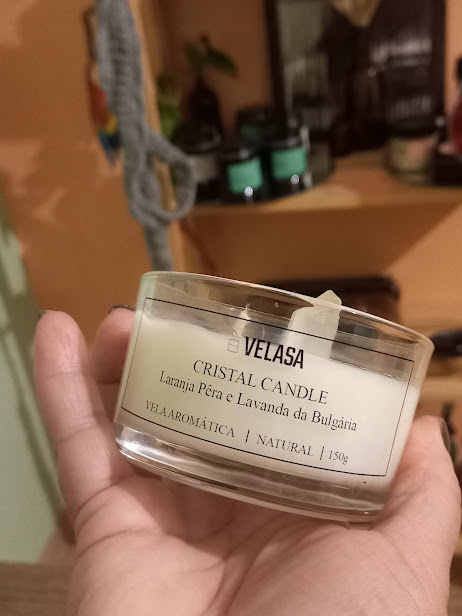 VELASA
CRISTAL CANDLE
Laranja Pêra e Lavanda da Bulgária
VELA AROMÁTICA | NATURAL | 150g